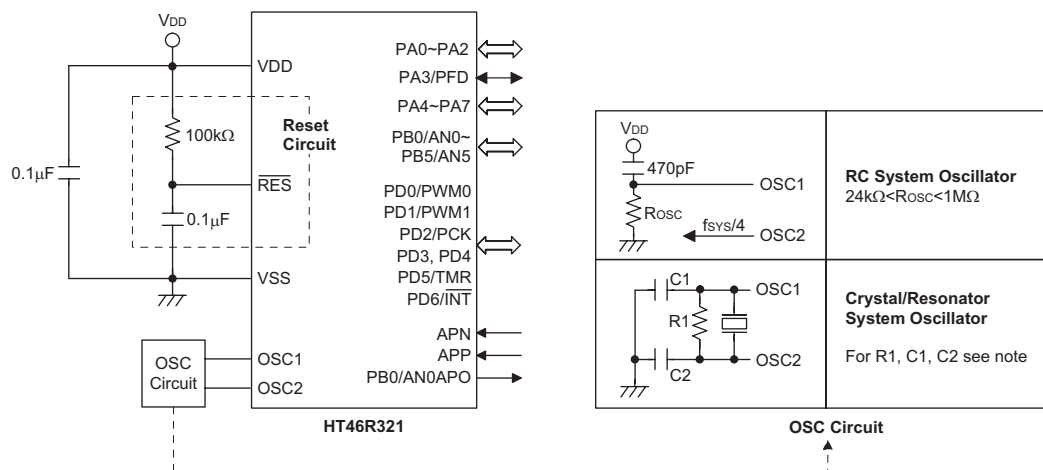 VDD
VDD
0.1μF
100kΩ
Reset
Circuit
RES
0.1μF
VSS
OSC
Circuit
OSC1
OSC2
PA0~PA2
PA3/PFD
PA4~PA7
PB0/AN0~
PB5/AN5
PD0/PWM0
PD1/PWM1
PD2/PCK
PD3, PD4
PD5/TMR
PD6/INT
APN
APP
PB0/AN0APO
HT46R321
VDD
470pF
OSC1
ROSC
fSYS/4
OSC2
RC System Oscillator
24kΩ<ROSC<1MΩ
C1
OSC1
R1
C2
OSC2
Crystal/Resonator
System Oscillator
For R1, C1, C2 see note
OSC Circuit